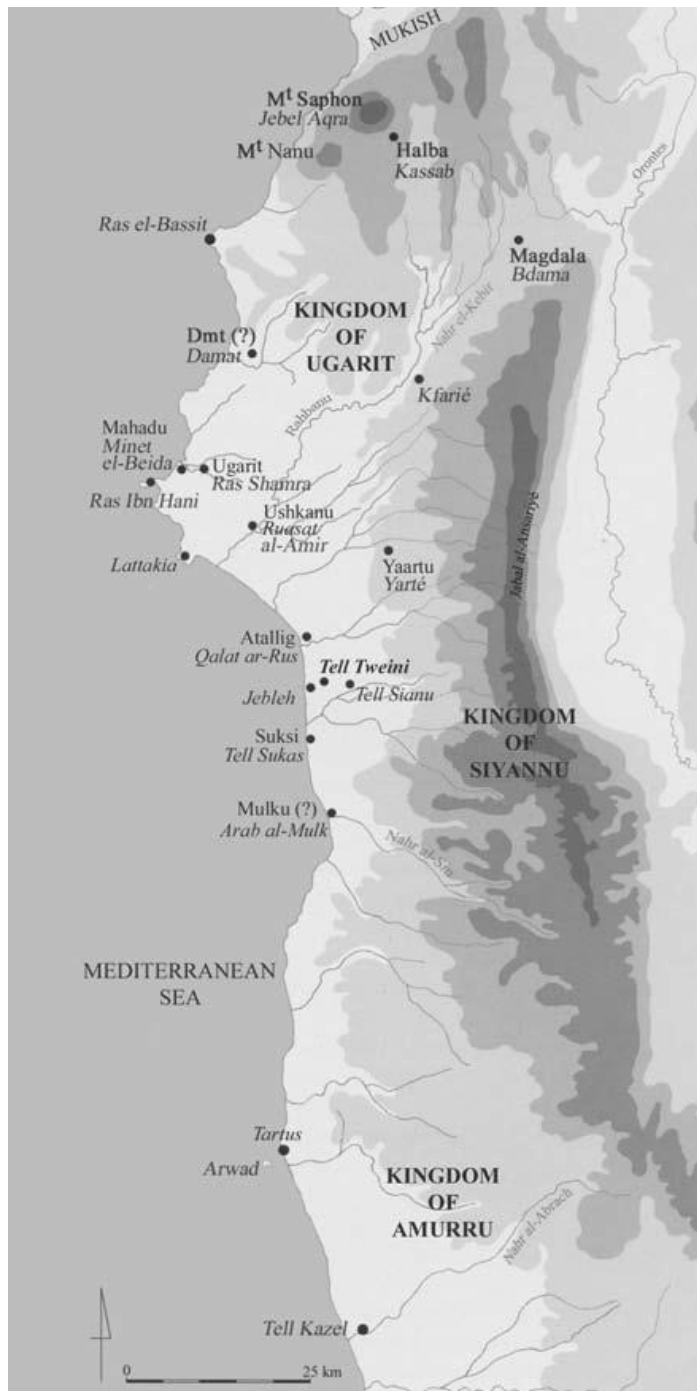 MUKISH
Mt Saphon
Jebel Aqra
Mt Nanu
Halba
Kassab
Orontes
Ras el-Bassit
Magdala
Bdama
KINGDOM
OF
UGARIT
Nahr el-Kebir
Dmt (?)
Damat
Kfarié
Rahbanu
Mahadu
Minet
el-Beida
Ugarit
Ras Shamra
Ras Ibn Hani
Ushkanu
Ruasat
al-Amir
Jabal al-Ansariyé
Lattakia
Yaartu
Yarté
Atallig
Qalat ar-Rus
Tell Tweini
Jebleh
Tell Sianu
KINGDOM
OF
SIYANNU
Suksi
Tell Sukas
Mulku (?)
Arab al-Mulk
Nahr al-Sin
MEDITERRANEAN
SEA
Tartus
Arwad
KINGDOM
OF
AMURRU
Nahr al-Abrach
Tell Kazel
0 25 km